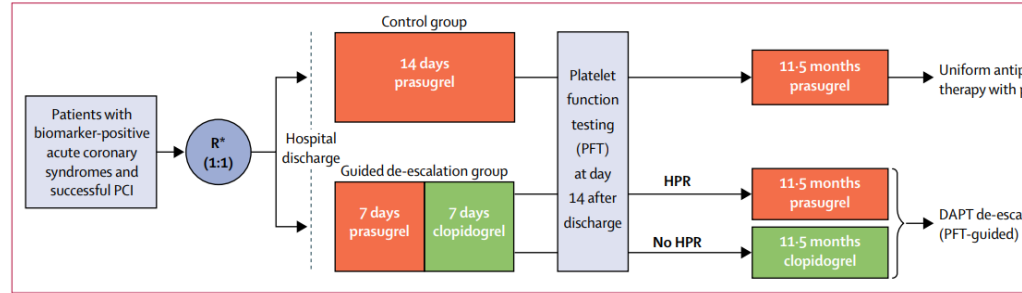 Control group
14 days
prasugrel
Platelet
function
testing
(PFT)
at day
14 after
discharge
11·5 months
prasugrel
Uniform
therapy with
Patients with
biomarker-positive
acute coronary
syndromes and
successful PCI
R*
(1:1)
Hospital
discharge
Guided de-escalation group
7 days
prasugrel
7 days
clopidogrel
HPR
11·5 months
prasugrel
No HPR
11·5 months
clopidogrel
DAPT
(PFT-guided)